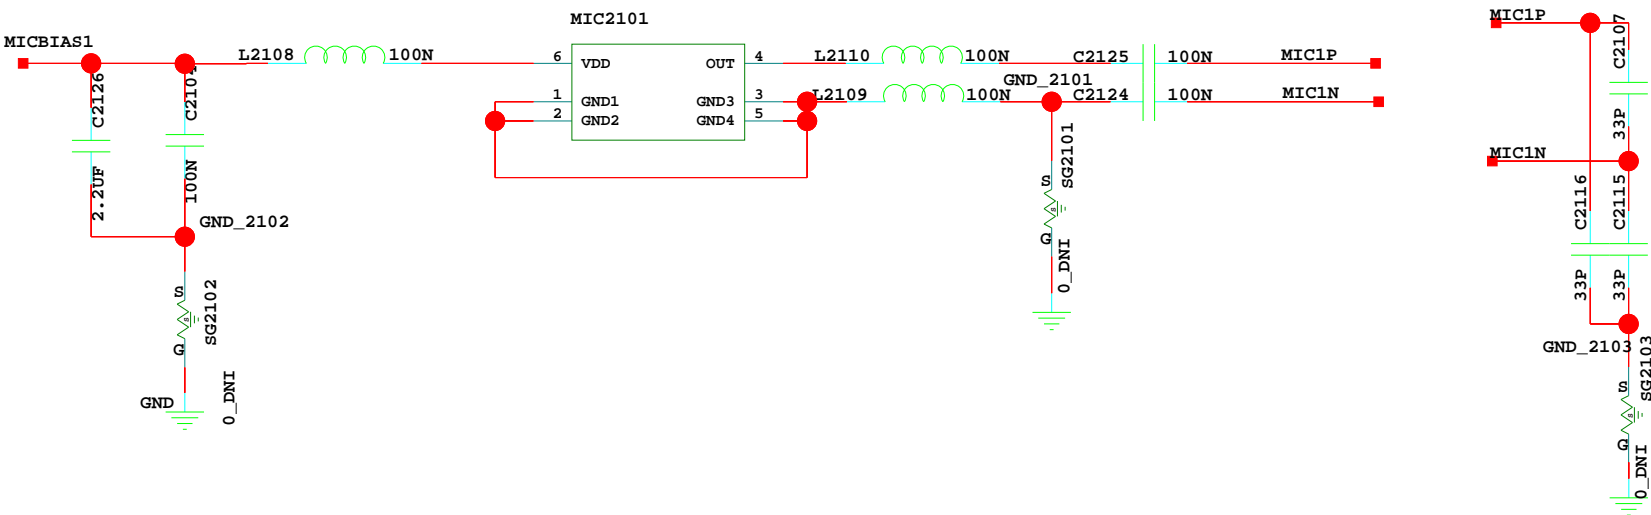 MIC2101
MICBIAS1
L2108
100N
6
VDD
OUT
4
L2110
100N
C2125
100N
MIC1P
1
GND1
GND3
3
L2109
100N
GND_2101
C2124
100N
MIC1N
2
GND2
GND4
5
C2126
2.2UF
100N
GND_2102
S
SG2102
G
0_DNI
GND
S
SG2101
G
0_DNI
MIC1P
C2107
33P
MIC1N
C2116
C2115
33P
33P
GND_2103
S
SG2103
G
0_DNI